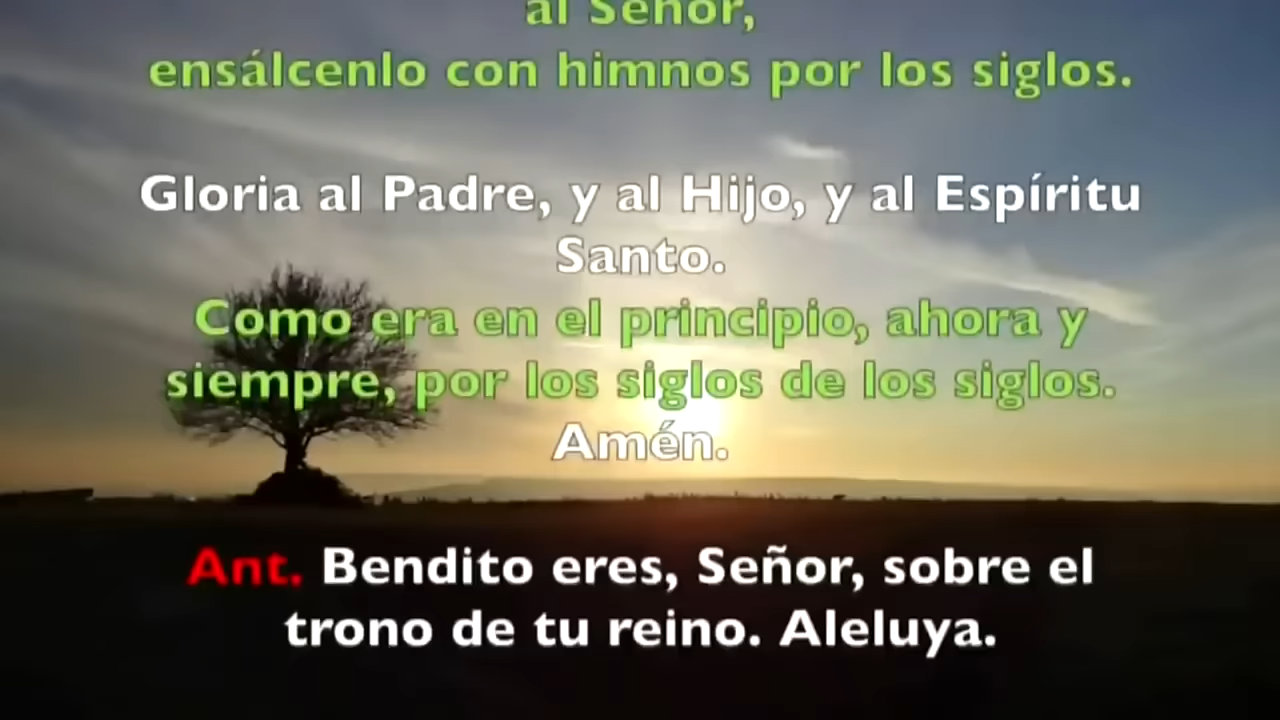 al Señor,
ensálcenlo con himnos por los siglos.
Gloria al Padre, y al Hijo, y al Espíritu
Santo.
Como era en el principio, ahora y
siempre, por los siglos de los siglos.
Amén.
Ant. Bendito eres, Señor, sobre el
trono de tu reino. Aleluya.